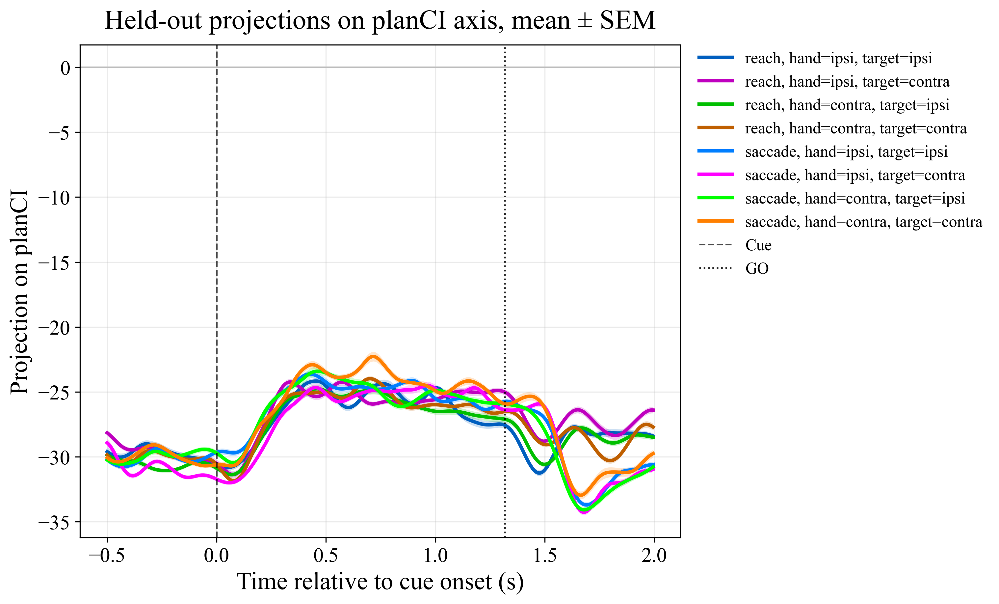 Held-out projections on planCI axis, mean ± SEM
Projection on planCI
0
−5
−10
−15
−20
−25
−30
−35
−0.5
0.0
0.5
1.0
1.5
2.0
Time relative to cue onset (s)
reach, hand=ipsi, target=ipsi
reach, hand=ipsi, target=contra
reach, hand=contra, target=ipsi
reach, hand=contra, target=contra
saccade, hand=ipsi, target=ipsi
saccade, hand=ipsi, target=contra
saccade, hand=contra, target=ipsi
saccade, hand=contra, target=contra
Cue
GO